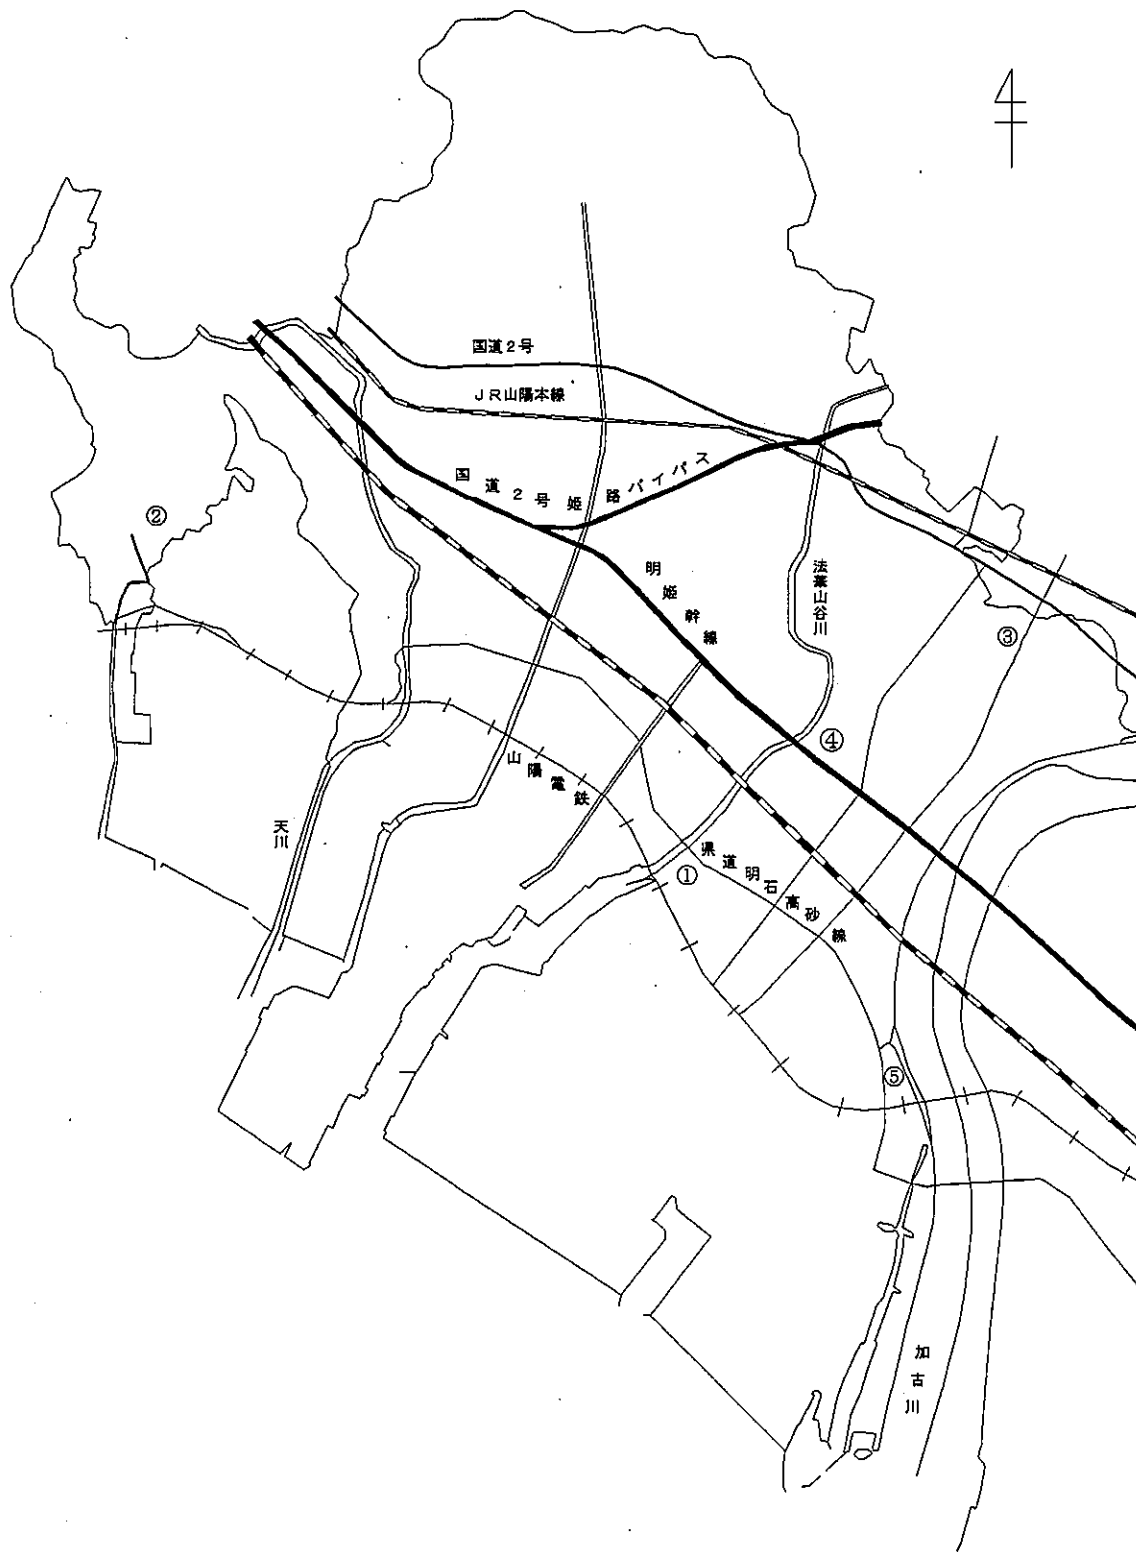 国道2号
JR山陽本線
国道2号姫路バイパス
②
明姫幹線
法華山谷川
③
④
山陽電鉄
天川
①
県道明石高砂線
⑤
加古川